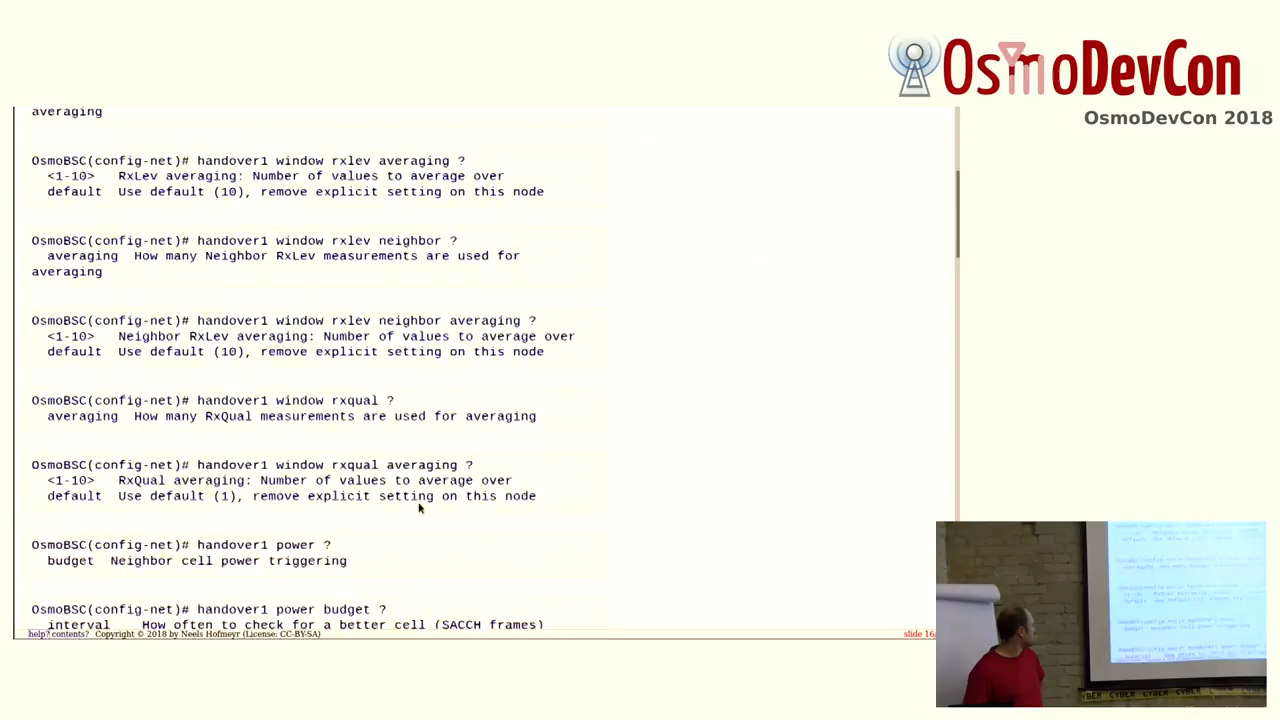 OsmoDevCon
OsmoDevCon 2018
averaging
OsmoBSC(config-net)# handover1 window rxlev averaging ?
<1-10>   RxLev averaging: Number of values to average over
default  Use default (10), remove explicit setting on this node
OsmoBSC(config-net)# handover1 window rxlev neighbor ?
averaging  How many Neighbor RxLev measurements are used for
averaging
OsmoBSC(config-net)# handover1 window rxlev neighbor averaging ?
<1-10>   Neighbor RxLev averaging: Number of values to average over
default  Use default (10), remove explicit setting on this node
OsmoBSC(config-net)# handover1 window rxqual ?
averaging  How many RxQual measurements are used for averaging
OsmoBSC(config-net)# handover1 window rxqual averaging ?
<1-10>   RxQual averaging: Number of values to average over
default  Use default (1), remove explicit setting on this node
OsmoBSC(config-net)# handover1 power ?
budget  Neighbor cell power triggering
OsmoBSC(config-net)# handover1 power budget ?
interval    How often to check for a better cell (SACCH frames)
help? contents? Copyright © 2018 by Neels Hofmeyr (License: CC-BY-SA)
slide 16/
CYBER CYBER CYBER